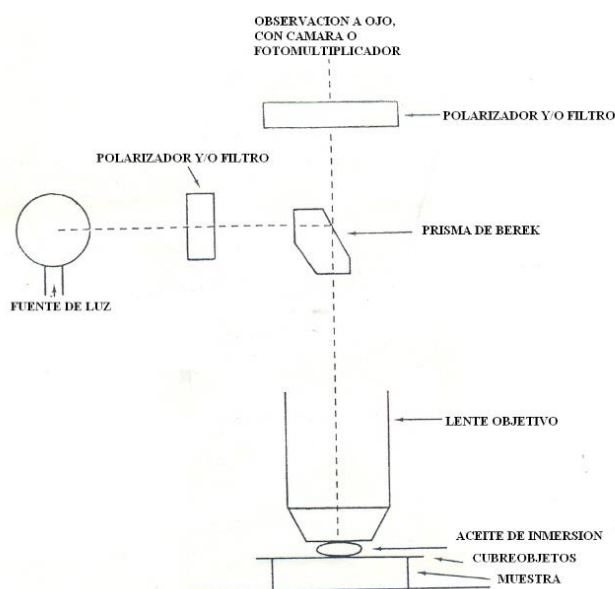 OBSERVACION A OJO,
CON CAMARA O
FOTOMULTIPLICADOR
POLARIZADOR Y/O FILTRO
POLARIZADOR Y/O FILTRO
PRISMA DE BEREK
FUENTE DE LUZ
LENTE OBJETIVO
ACEITE DE INMERSION
CUBREOBJETOS
MUESTRA